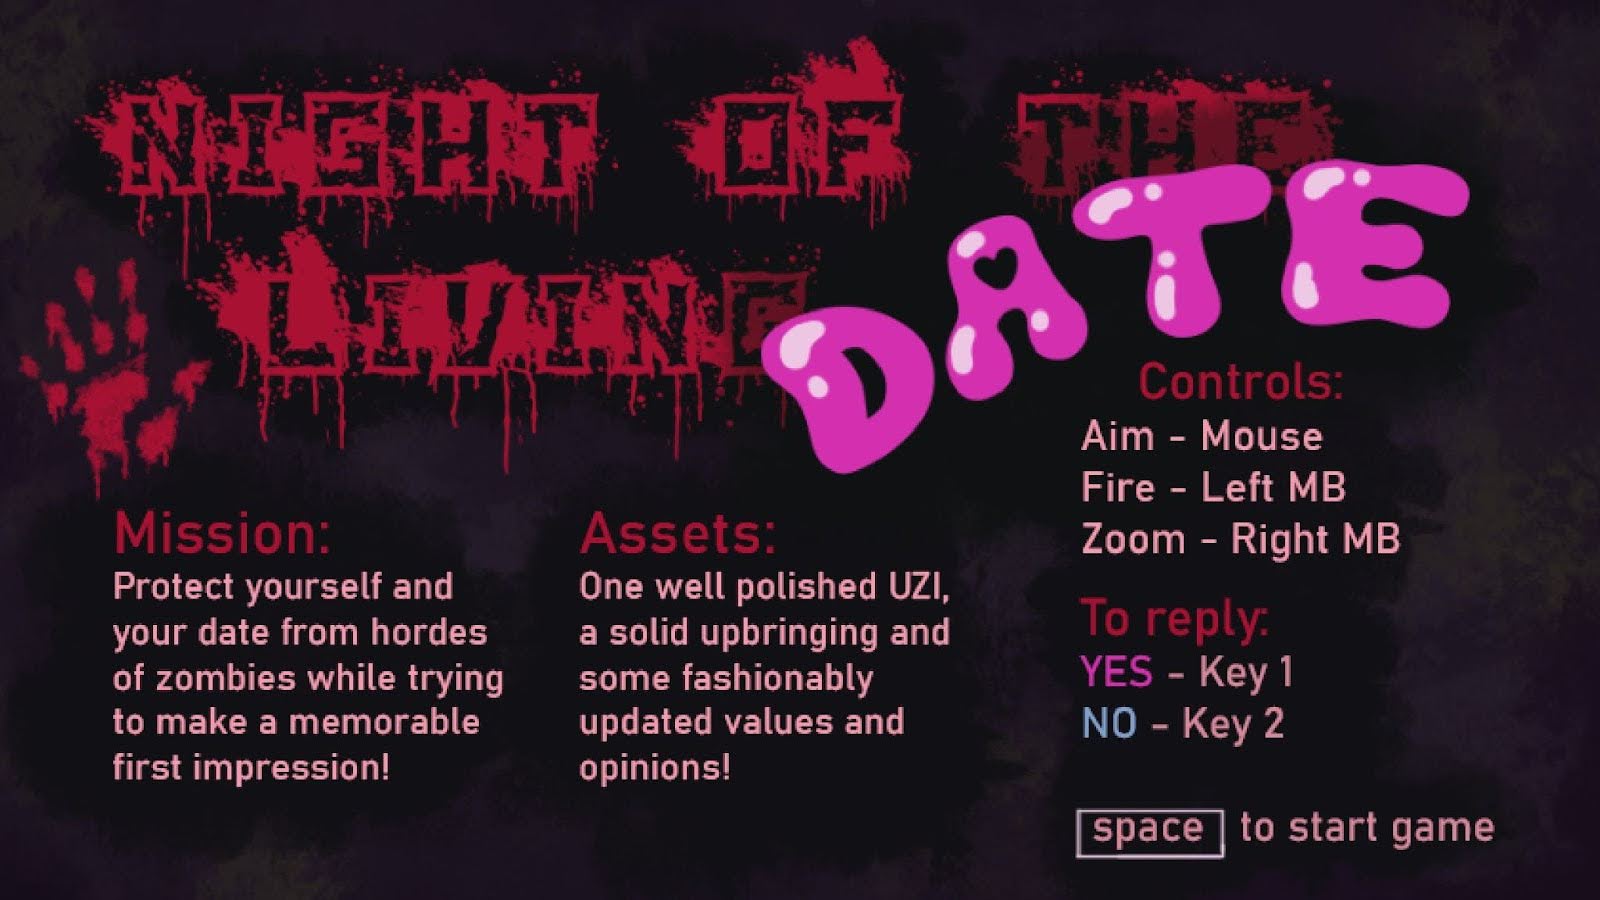 NIGHT OF THE
LIVING
DATE
Mission:
Protect yourself and
your date from hordes
of zombies while trying
to make a memorable
first impression!
Assets:
One well polished UZI,
a solid upbringing and
some fashionably
updated values and
opinions!
Controls:
Aim - Mouse
Fire - Left MB
Zoom - Right MB
To reply:
YES - Key 1
NO - Key 2
space to start game